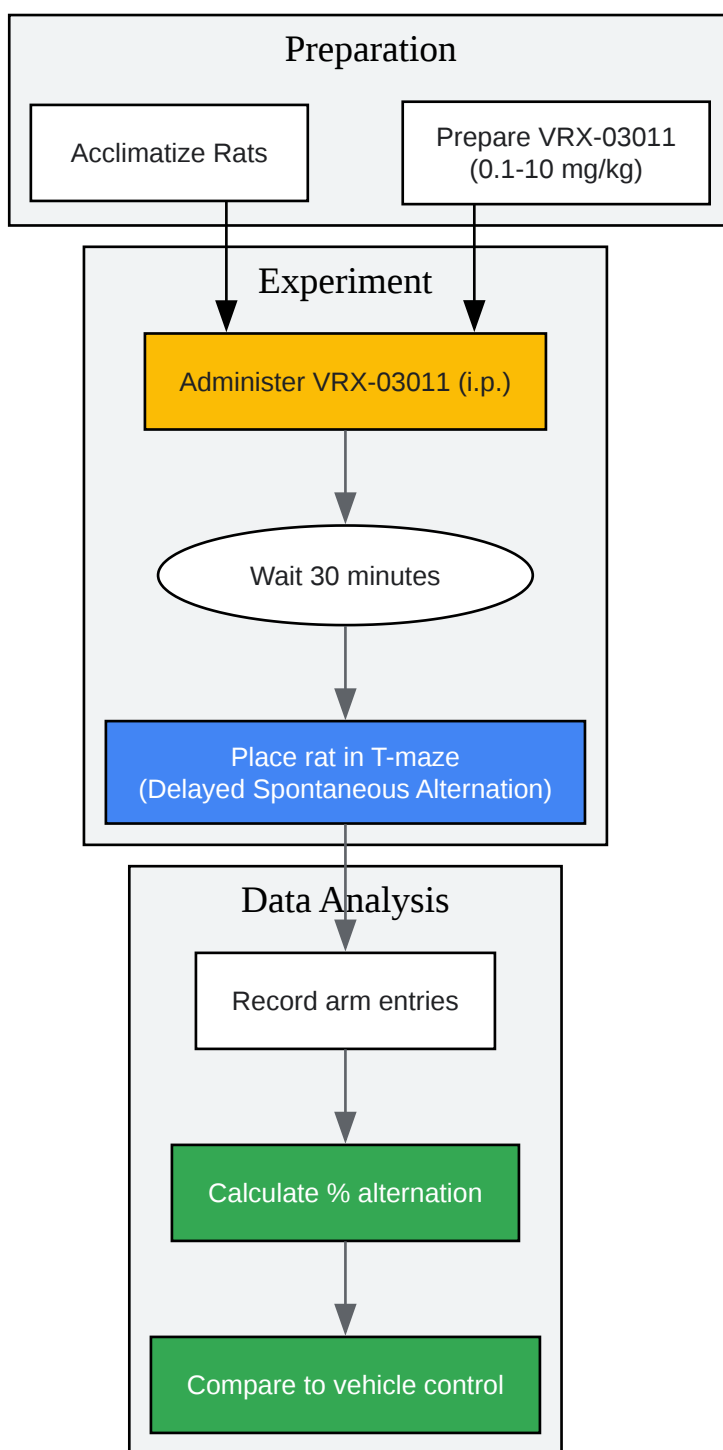 Preparation
Acclimatize Rats
Prepare VRX-03011
(0.1-10 mg/kg)
Experiment
Administer VRX-03011 (i.p.)
Wait 30 minutes
Place rat in T-maze
(Delayed Spontaneous Alternation)
Data Analysis
Record arm entries
Calculate % alternation
Compare to vehicle control